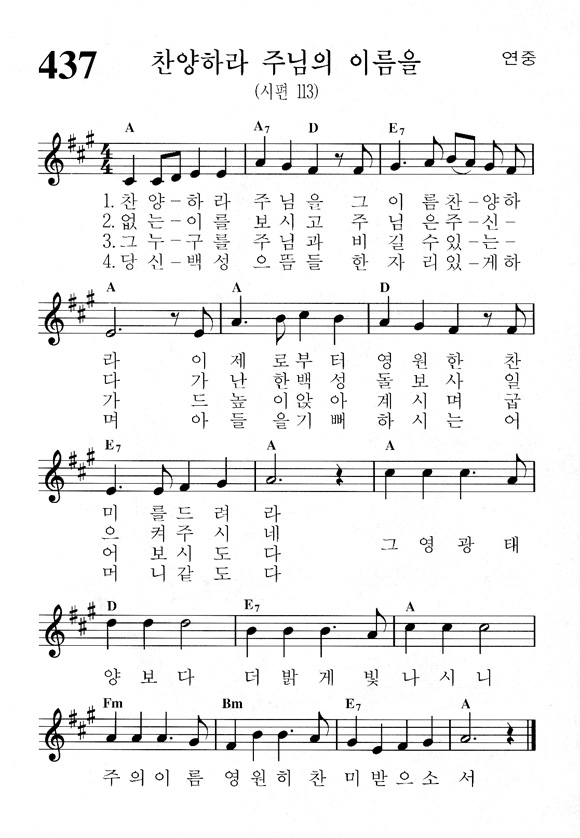 437 찬양하라 주님의 이름을 연중
(시편 113)
A A7 D E7
1. 찬양-하라 주님을 그 이름찬-양하
2. 없는-이를 보시고 주 님은주-신-
3. 그누-구를 주님과 비 길수있-는-
4. 당신-백성 으뜸들 한 자리있-게하
A A D
라 이 제로부터 영원한 찬
다 가 난한백성 돌보사 일
가 드 높이앉아 계시며 굽
며 아 들을기뻐 하시는 어
E7 A A
미 를드려라
으 켜주시네
어 보시도다 그 영 광 태
머 니같도다
D E7 A
양 보 다 더 밝 게 빛 나 시 니
Fm Bm E7 A
주 의 이 름 영 원 히 찬 미 받 으 소 서